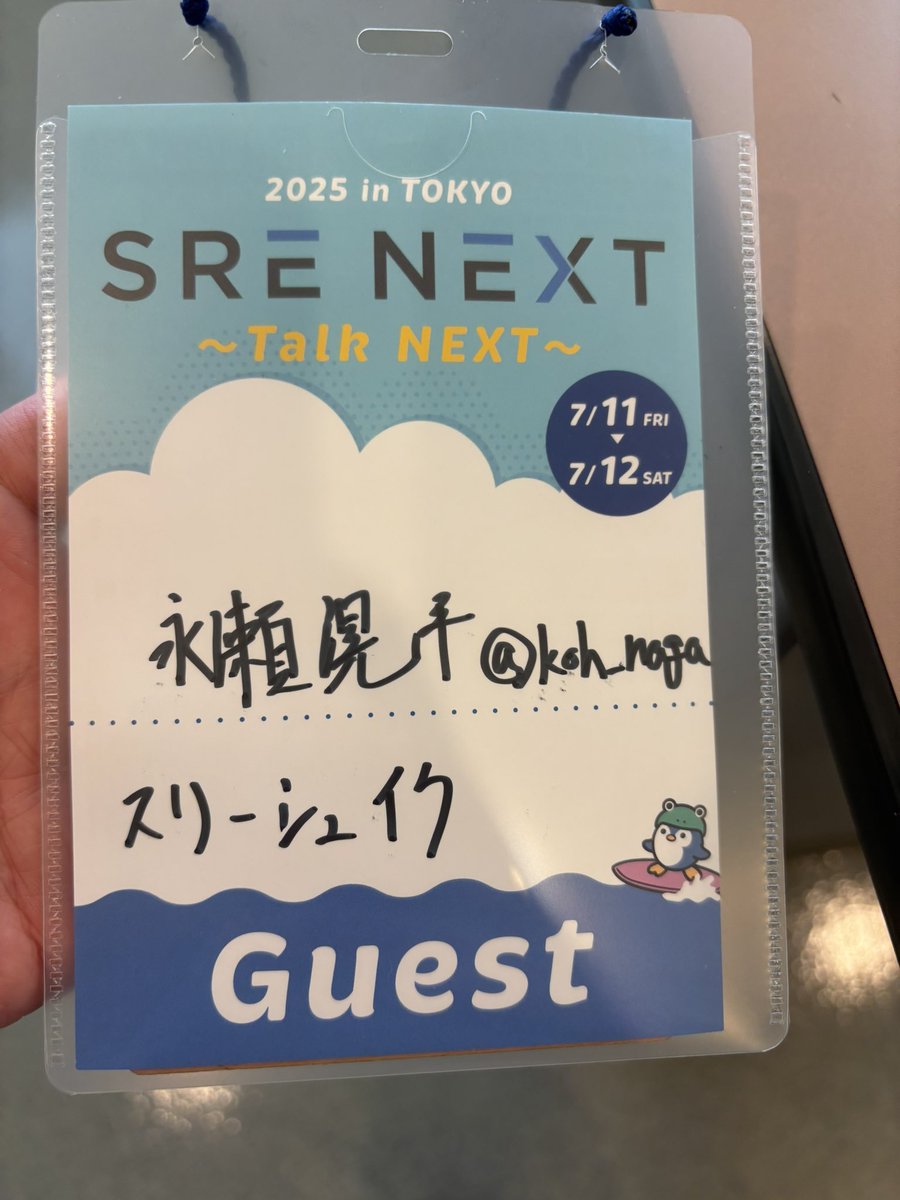 2025 in TOKYO
SRE NEXT
~Talk NEXT~
7/11 FRI
7/12 SAT
永瀬滉平 @koh_naga
スリーシェイク
Guest